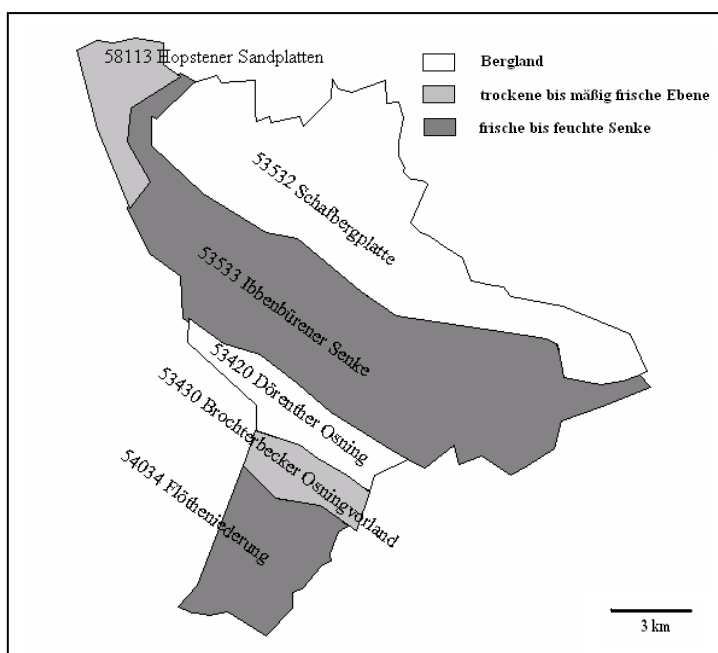 58113 Hopstener Sandplatten
Bergland
trockene bis mäßig frische Ebene
frische bis feuchte Senke
53532 Schafbergplatte
53533 Ibbenbürener Senke
53420 Dörenther Osning
53430 Brochterbecker Osningvorland
54034 Flötheniederung
3 km